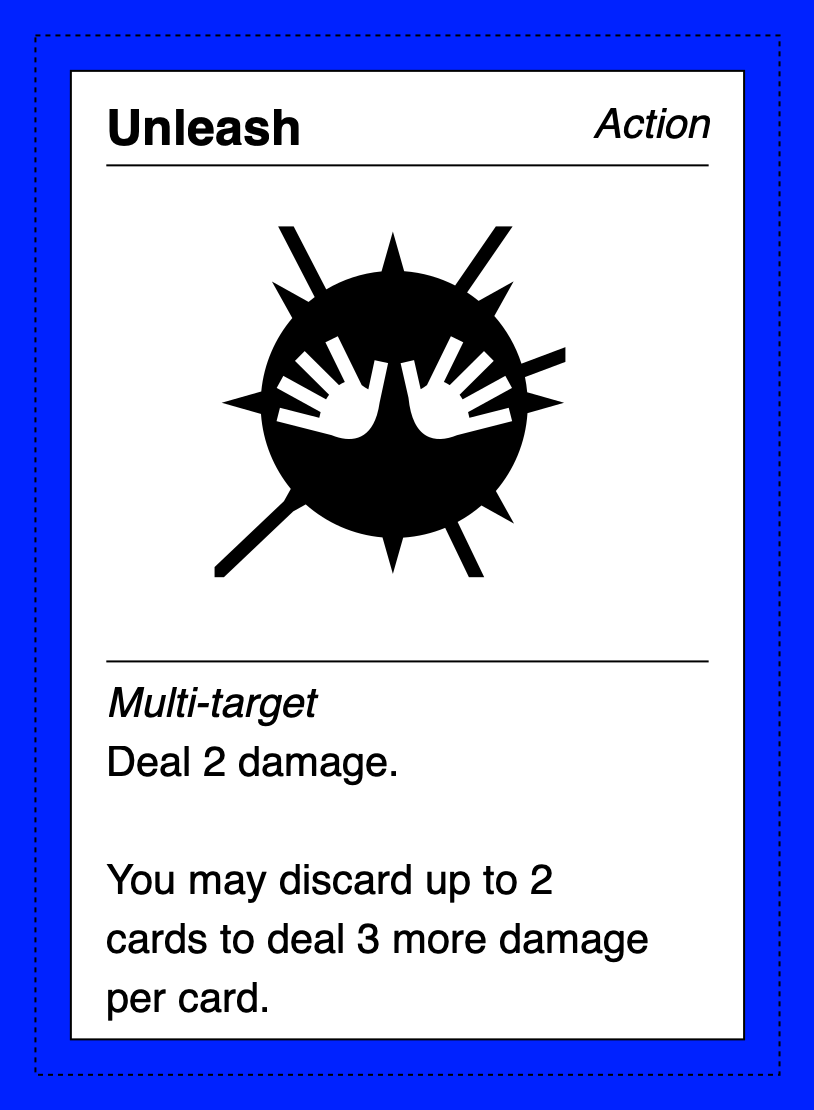 Unleash Action
Multi-target
Deal 2 damage.
You may discard up to 2
cards to deal 3 more damage
per card.